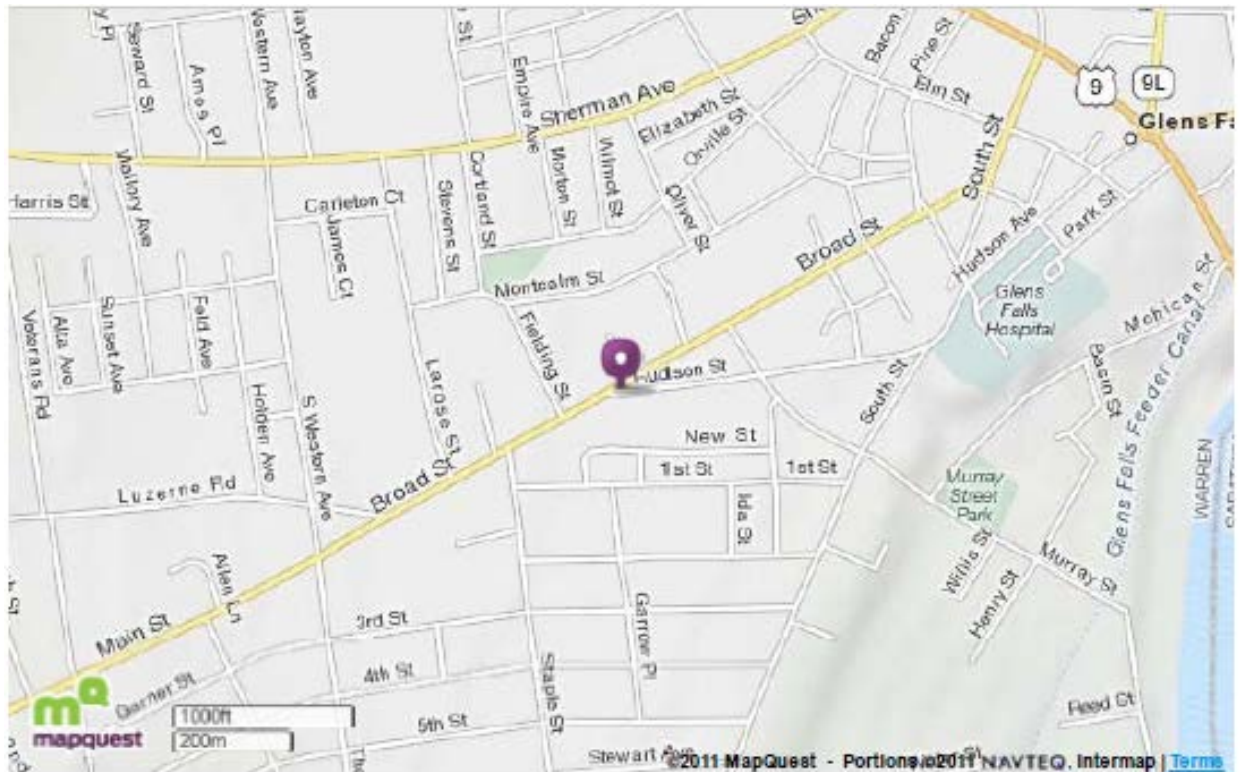 Seward St
Ames Pl
Western Ave
Layton Ave
Empire Ave
Sherman Ave
Bacon
Pine St
Elm St
9
9L
Glens Fa
Harris St
Mallory Ave
Carleton Ct
James Ct
Stevens St
Cortland St
Morton St
Wilmot St
Elizabeth St
Orville St
Oliver St
Broad St
South St
Hudson Ave
Park St
Glens
Falls
Hospital
Mohican St
Montcalm St
Veterans Rd
Alta Ave
Sunset Ave
Feld Ave
Holden Ave
S Western Ave
Larose St
Fielding St
Hudson St
South St
Basin St
Glens Falls Feeder Canal
WARREN
New St
1st St
1st St
Ida St
Murray
Street
Park
Luzerne Rd
Broad St
Willis St
Henry St
Murray St
Allen Ln
Main St
3rd St
Garrow Pl
4th St
Staple St
5th St
Garner St
Reed St
Stewart Ave
mq
mapquest
1000ft
200m
©2011 MapQuest - Portions ©2011 NAVTEQ, Intermap | Terms